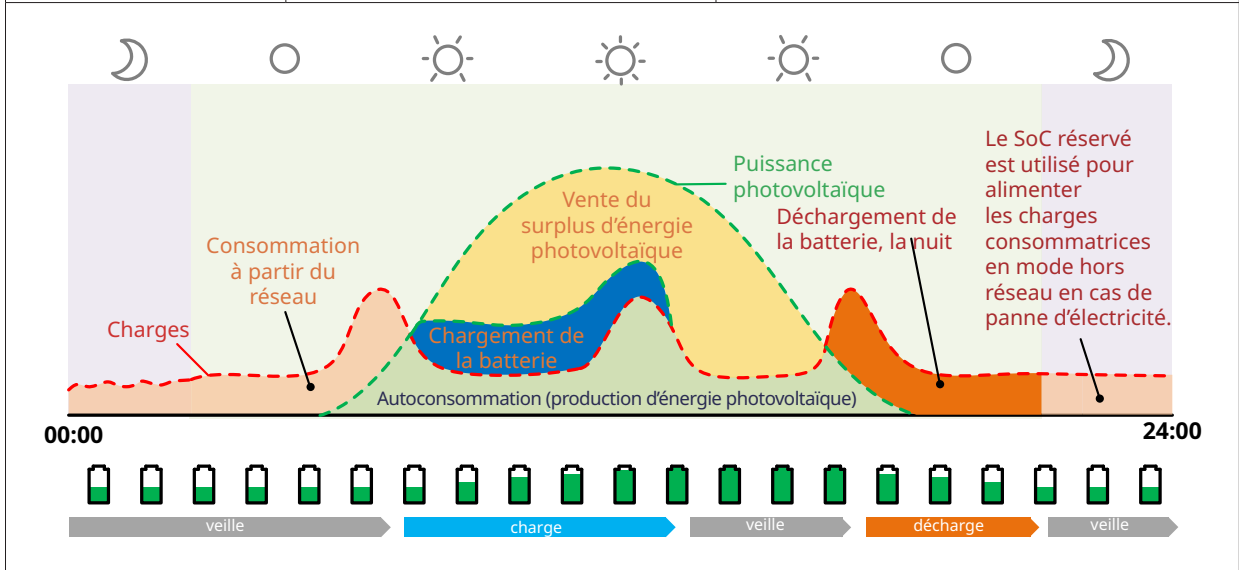 Le SoC réservé
est utilisé pour
alimenter
les charges
consommatrices
en mode hors
réseau en cas de
panne d’électricité.
Puissance
photovoltaïque
Vente du
surplus d’énergie
photovoltaïque
Déchargement de
la batterie, la nuit
Consommation
à partir du
réseau
Charges
Chargement de
la batterie
Autoconsommation (production d’énergie photovoltaïque)
00:00
24:00
veille
charge
veille
décharge
veille